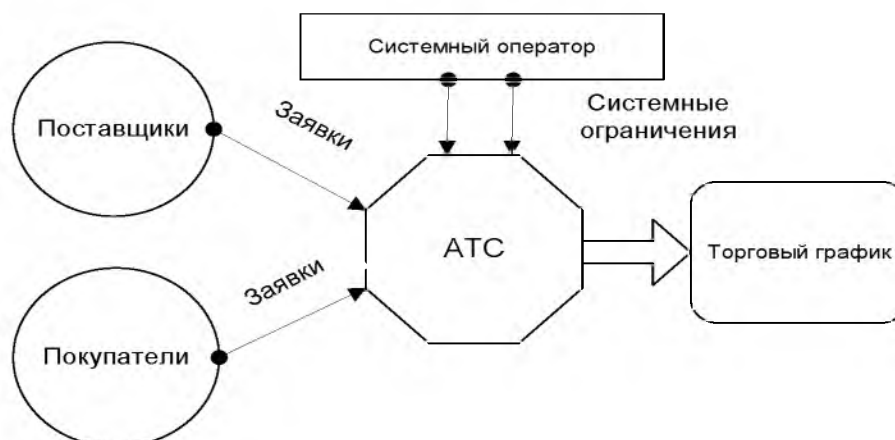 Системный оператор
Поставщики
Заявки
Системные
ограничения
АТС
Торговый график
Заявки
Покупатели